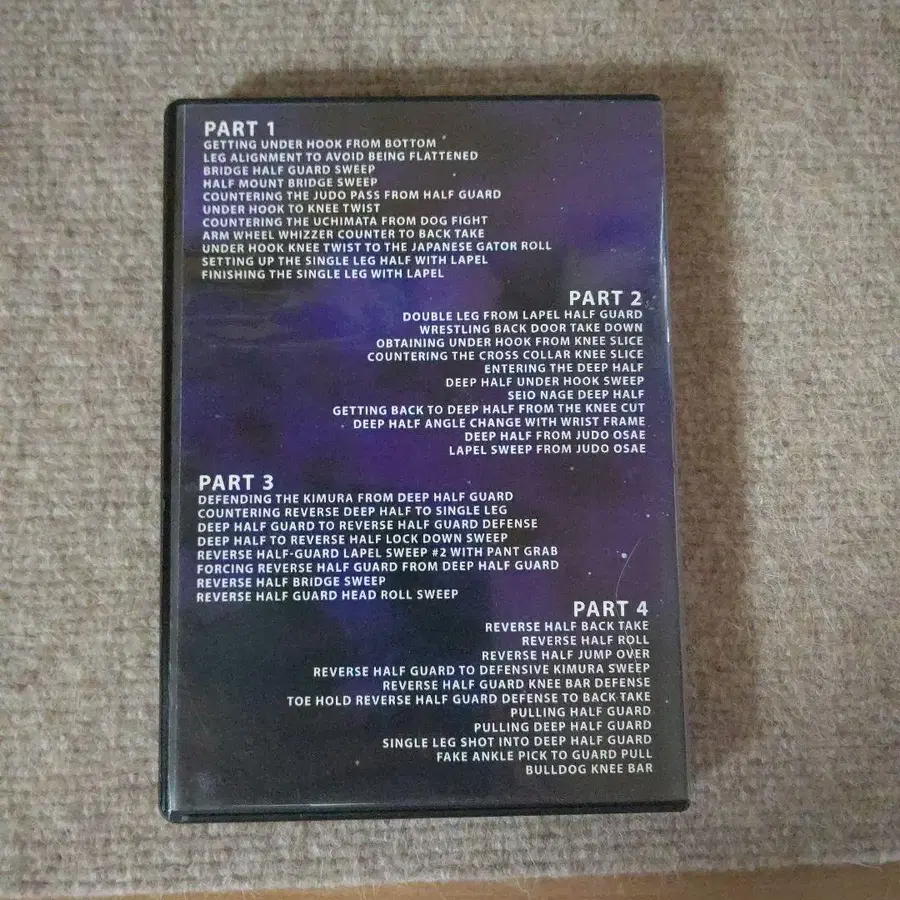 PART 1
GETTING UNDER HOOK FROM BOTTOM
LEG ALIGNMENT TO AVOID BEING FLATTENED
BRIDGE HALF GUARD SWEEP
HALF MOUNT BRIDGE SWEEP
COUNTERING THE JUDO PASS FROM HALF GUARD
UNDER HOOK TO KNEE TWIST
COUNTERING THE UCHIMATA FROM DOG FIGHT
ARM WHEEL WHIZZER COUNTER TO BACK TAKE
UNDER HOOK KNEE TWIST TO THE JAPANESE GATOR ROLL
SETTING UP THE SINGLE LEG HALF WITH LAPEL
FINISHING THE SINGLE LEG WITH LAPEL
PART 2
DOUBLE LEG FROM LAPEL HALF GUARD
WRESTLING BACK DOOR TAKE DOWN
OBTAINING UNDER HOOK FROM KNEE SLICE
COUNTERING THE CROSS COLLAR KNEE SLICE
ENTERING THE DEEP HALF
DEEP HALF UNDER HOOK SWEEP
SEIO NAGE DEEP HALF
GETTING BACK TO DEEP HALF FROM THE KNEE CUT
DEEP HALF ANGLE CHANGE WITH WRIST FRAME
DEEP HALF FROM JUDO OSAE
LAPEL SWEEP FROM JUDO OSAE
PART 3
DEFENDING THE KIMURA FROM DEEP HALF GUARD
COUNTERING REVERSE DEEP HALF TO SINGLE LEG
DEEP HALF GUARD TO REVERSE HALF GUARD DEFENSE
DEEP HALF TO REVERSE HALF LOCK DOWN SWEEP
REVERSE HALF-GUARD LAPEL SWEEP #2 WITH PANT GRAB
FORCING REVERSE HALF GUARD FROM DEEP HALF GUARD
REVERSE HALF BRIDGE SWEEP
REVERSE HALF GUARD HEAD ROLL SWEEP
PART 4
REVERSE HALF BACK TAKE
REVERSE HALF ROLL
REVERSE HALF JUMP OVER
REVERSE HALF GUARD TO DEFENSIVE KIMURA SWEEP
REVERSE HALF GUARD KNEE BAR DEFENSE
TOE HOLD REVERSE HALF GUARD DEFENSE TO BACK TAKE
PULLING HALF GUARD
PULLING DEEP HALF GUARD
SINGLE LEG SHOT INTO DEEP HALF GUARD
FAKE ANKLE PICK TO GUARD PULL
BULLDOG KNEE BAR